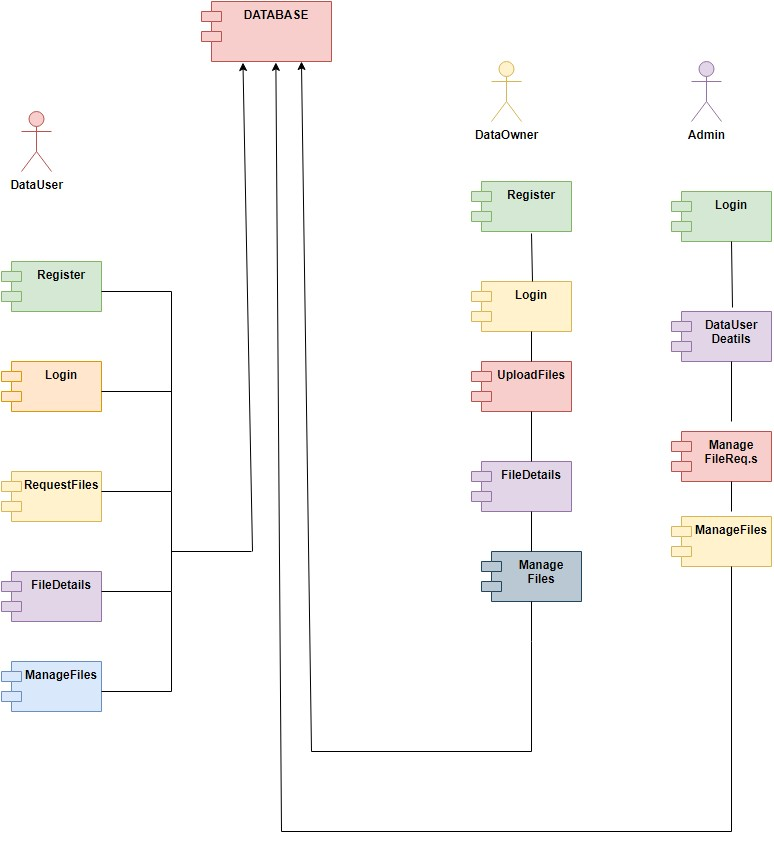 DATABASE
DataUser
Register
Login
RequestFiles
FileDetails
ManageFiles
DataOwner
Register
Login
UploadFiles
FileDetails
Manage
Files
Admin
Login
DataUser
Deatils
Manage
FileReq.s
ManageFiles